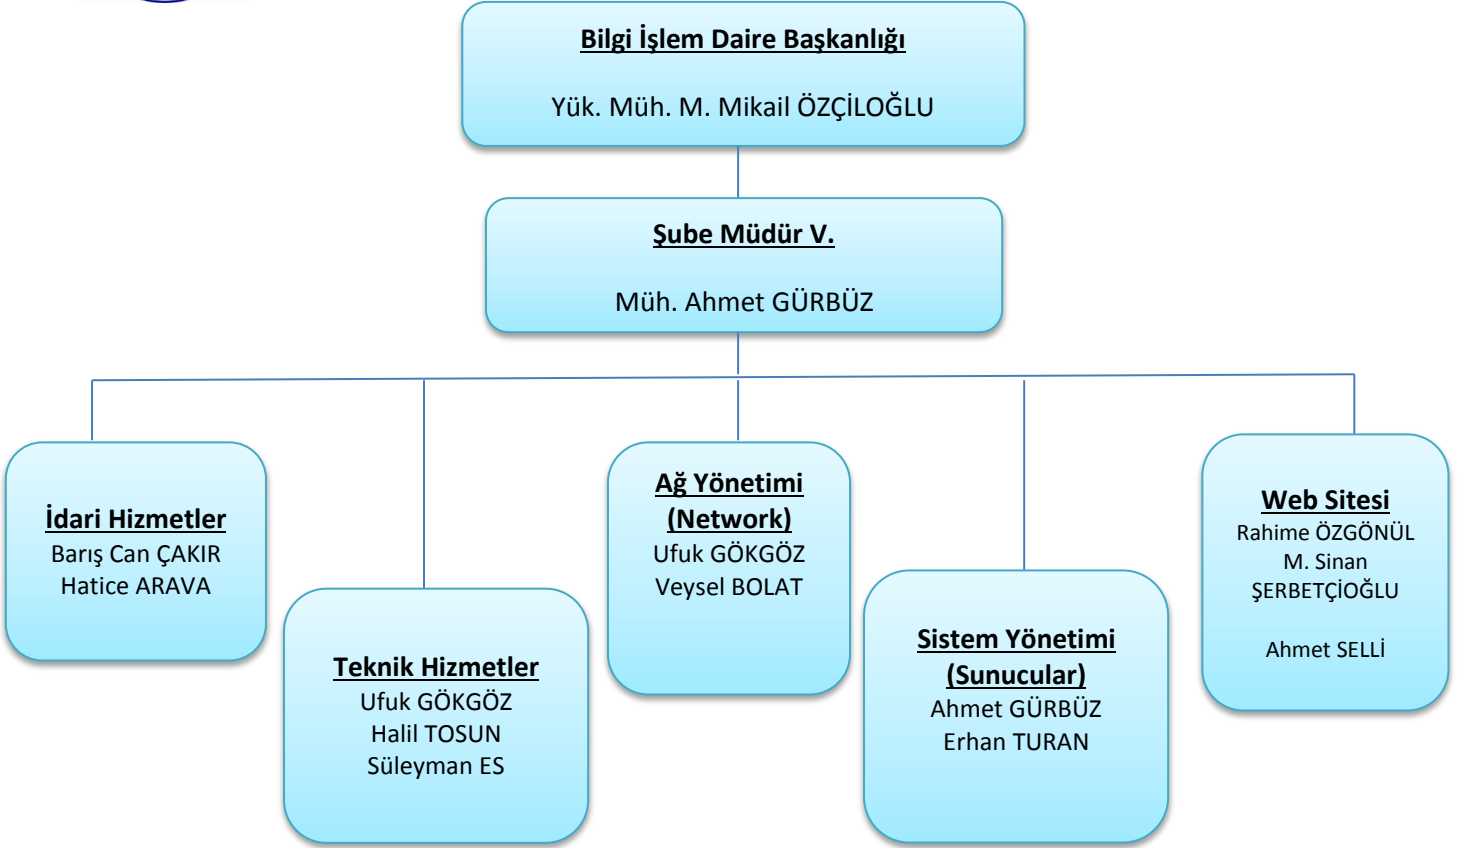 Bilgi İşlem Daire Başkanlığı
Yük. Müh. M. Mikail ÖZÇİLOĞLU
Şube Müdür V.
Müh. Ahmet GÜRBÜZ
İdari Hizmetler
Barış Can ÇAKIR
Hatice ARAVA
Teknik Hizmetler
Ufuk GÖKGÖZ
Halil TOSUN
Süleyman ES
Ağ Yönetimi
(Network)
Ufuk GÖKGÖZ
Veysel BOLAT
Sistem Yönetimi
(Sunucular)
Ahmet GÜRBÜZ
Erhan TURAN
Web Sitesi
Rahime ÖZGÖNÜL
M. Sinan
ŞERBETÇİOĞLU
Ahmet SELLİ